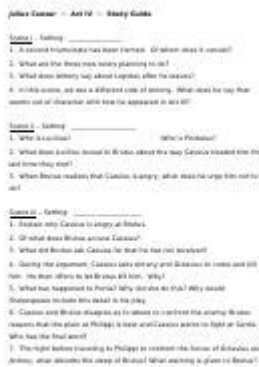 Julius Caesar – Act IV – Study Guide
Scene i – Setting: _______________
1. A second triumvirate has been formed. Of whom does it consist?
2. What are the three men planning to do?
3. What does Antony say about Lepidus after he leaves?
4. In this scene, we see a different side of Antony. What does he say that
seems out of character with how he appeared in Act III?
Scene ii – Setting: _______________
1. Who is Lucilius? Who is Pindarus?
2. What does Lucilius reveal to Brutus about the way Cassius treated him the
last time they met?
3. When Brutus realizes that Cassius is angry, what does he urge him not to
do?
Scene iii – Setting: _______________
1. Explain why Cassius is angry at Brutus.
2. Of what does Brutus accuse Cassius?
3. What did Brutus ask Cassius for that he has not received?
4. During the argument, Cassius asks Antony and Octavius to come and kill
him. He then offers to let Brutus kill him. Why?
5. What has happened to Portia? Why did she do this? Why would
Shakespeare include this detail in his play?
6. Cassius and Brutus disagree as to where to confront the enemy. Brutus
reasons that the plain at Philippi is best and Cassius wants to fight at Sardis.
Who has the final word?
7. The night before traveling to Philippi to confront the forces of Octavius and
Antony, what disturbs the sleep of Brutus? What warning is given to Brutus?